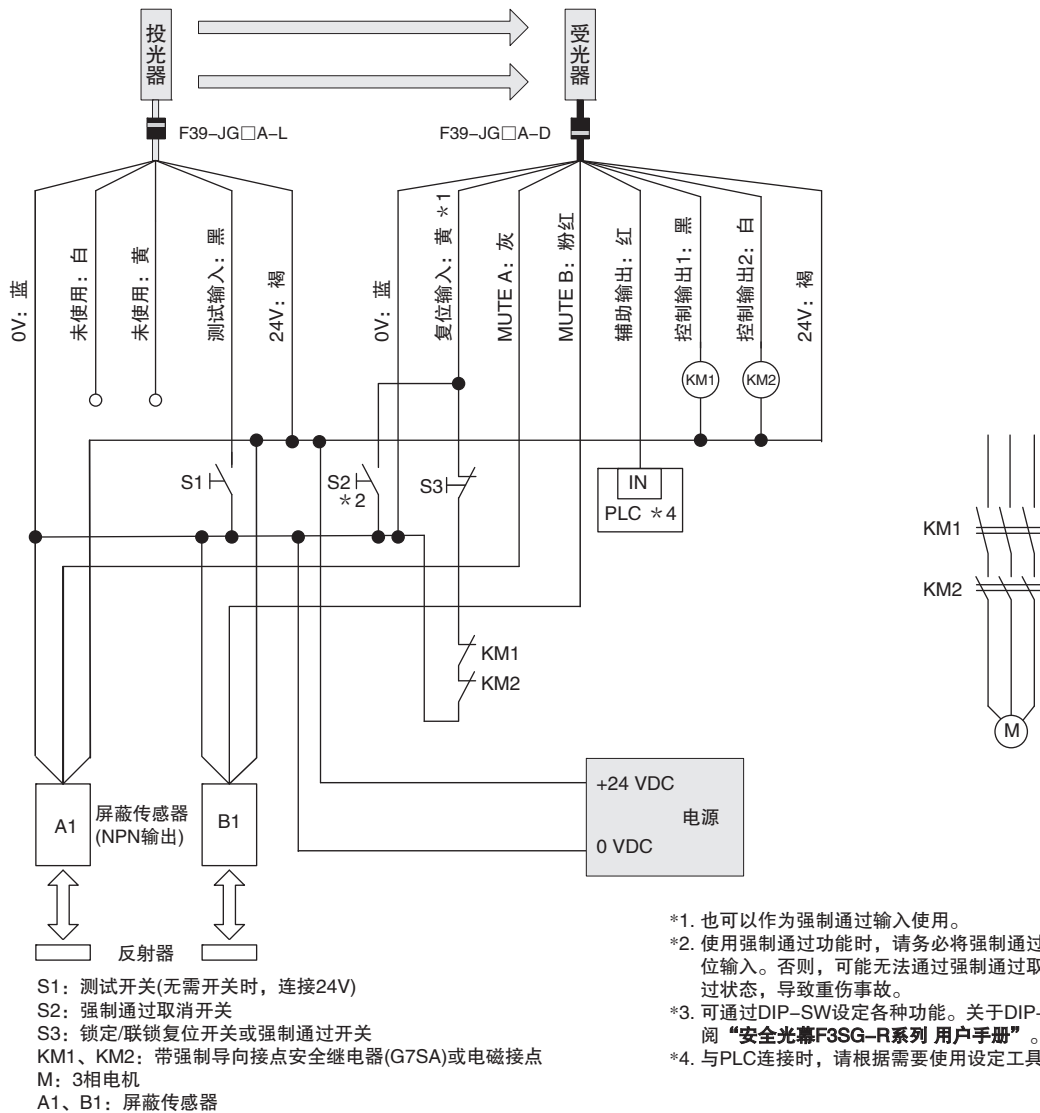 投光器
受光器
F39-JG□A-L
F39-JG□A-D
0V：蓝
未使用：白
未使用：黄
测试输入：黑
24V：褐
0V：蓝
复位输入：黄 *1
MUTE A：灰
MUTE B：粉红
辅助输出：红
控制输出1：黑
控制输出2：白
24V：褐
KM1
KM2
S1
S2
*2
S3
IN
PLC *4
KM1
KM2
KM1
KM2
M
+24 VDC
电源
0 VDC
A1
屏蔽传感器
(NPN输出)
B1
反射器
S1：测试开关(无需开关时，连接24V)
S2：强制通过取消开关
S3：锁定/联锁复位开关或强制通过开关
KM1、KM2：带强制导向接点安全继电器(G7SA)或电磁接点
M：3相电机
A1、B1：屏蔽传感器
*1. 也可以作为强制通过输入使用。
*2. 使用强制通过功能时，请务必将强制通过
位输入。否则，可能无法通过强制通过取
过状态，导致重伤事故。
*3. 可通过DIP-SW设定各种功能。关于DIP-
阅“安全光幕F3SG-R系列 用户手册”。
*4. 与PLC连接时，请根据需要使用设定工具